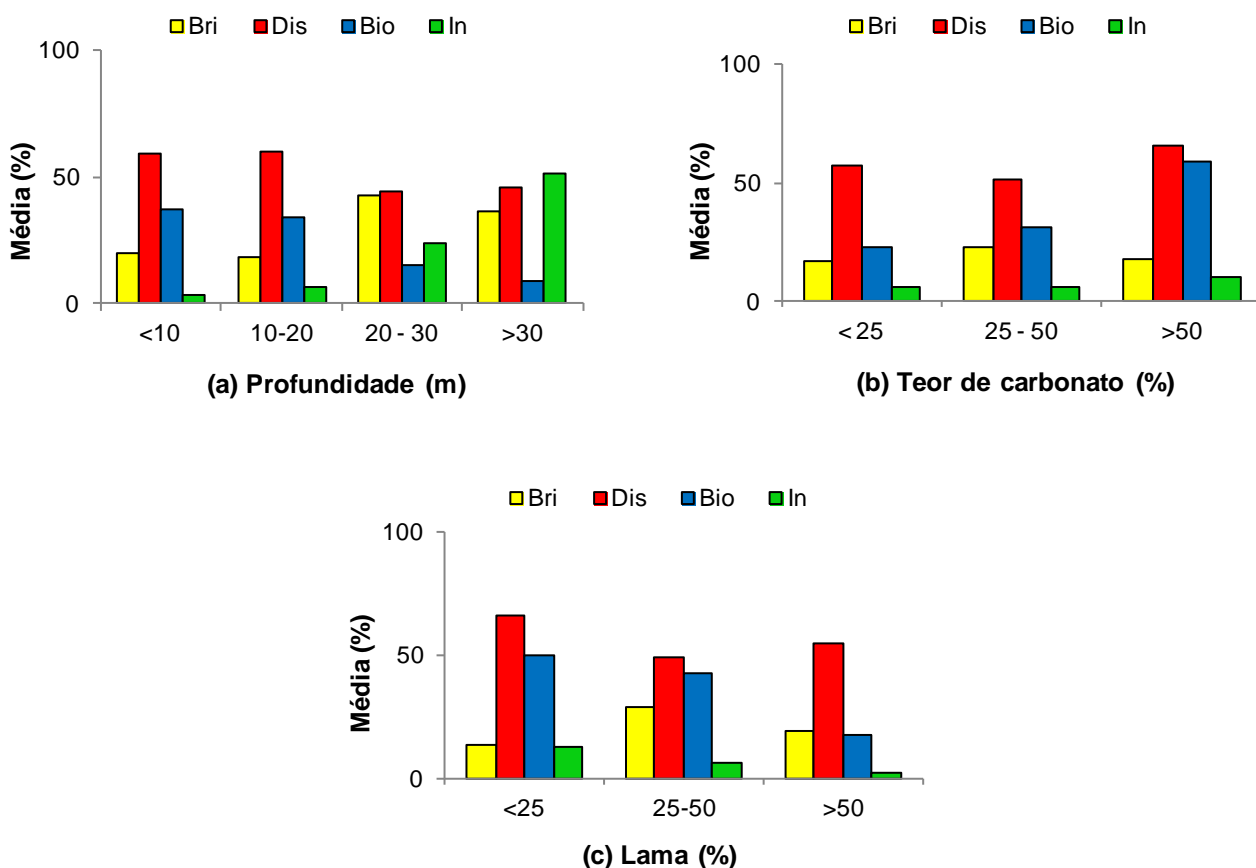 Bri Dis Bio In
100
50
0
Média (%)
<10 10-20 20 - 30 >30
(a) Profundidade (m)
Bri Dis Bio In
100
50
0
Média (%)
< 25 25 - 50 >50
(b) Teor de carbonato (%)
Bri Dis Bio In
100
50
0
Média (%)
<25 25-50 >50
(c) Lama (%)